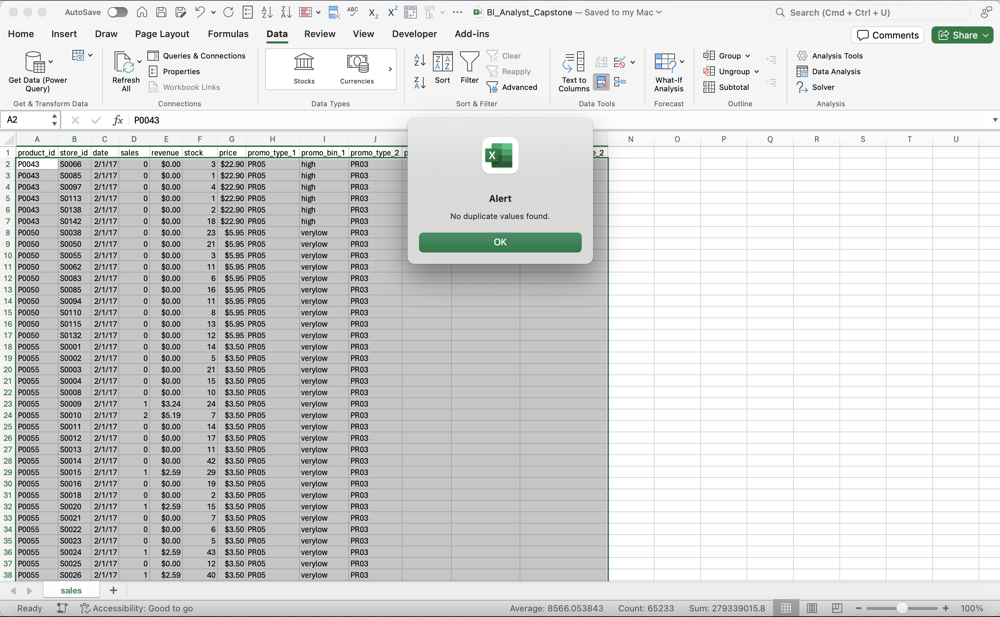 AutoSave
ABC
X2 X2
BI_Analyst_Capstone — Saved to my Mac
Search (Cmd + Ctrl + U)
Home Insert Draw Page Layout Formulas Data Review View Developer Add-ins
Comments Share
Get Data (Power Query)
Get & Transform Data
Refresh All
Queries & Connections
Properties
Workbook Links
Connections
Stocks Currencies
Data Types
Sort
Filter
Clear
Reapply
Advanced
Sort & Filter
Text to Columns
Data Tools
What-If Analysis
Forecast
Group
Ungroup
Subtotal
Outline
Analysis Tools
Data Analysis
Solver
Analysis
A2 fx P0043
A B C D E F G H I J N O P Q R S T U
1 product_id store_id date sales revenue stock price promo_type_1 promo_bin_1 promo_type_2
2 P0043 S0066 2/1/17 0 $0.00 3 $22.90 PR05 high PR03
3 P0043 S0085 2/1/17 0 $0.00 1 $22.90 PR05 high PR03
4 P0043 S0097 2/1/17 0 $0.00 4 $22.90 PR05 high PR03
5 P0043 S0113 2/1/17 0 $0.00 1 $22.90 PR05 high PR03
6 P0043 S0138 2/1/17 0 $0.00 2 $22.90 PR05 high PR03
7 P0043 S0142 2/1/17 0 $0.00 18 $22.90 PR05 high PR03
8 P0050 S0038 2/1/17 0 $0.00 23 $5.95 PR05 verylow PR03
9 P0050 S0050 2/1/17 0 $0.00 21 $5.95 PR05 verylow PR03
10 P0050 S0055 2/1/17 0 $0.00 3 $5.95 PR05 verylow PR03
11 P0050 S0062 2/1/17 0 $0.00 11 $5.95 PR05 verylow PR03
12 P0050 S0083 2/1/17 0 $0.00 6 $5.95 PR05 verylow PR03
13 P0050 S0085 2/1/17 0 $0.00 16 $5.95 PR05 verylow PR03
14 P0050 S0094 2/1/17 0 $0.00 11 $5.95 PR05 verylow PR03
15 P0050 S0110 2/1/17 0 $0.00 8 $5.95 PR05 verylow PR03
16 P0050 S0115 2/1/17 0 $0.00 13 $5.95 PR05 verylow PR03
17 P0050 S0132 2/1/17 0 $0.00 12 $5.95 PR05 verylow PR03
18 P0055 S0001 2/1/17 0 $0.00 14 $3.50 PR05 verylow PR03
19 P0055 S0002 2/1/17 0 $0.00 5 $3.50 PR05 verylow PR03
20 P0055 S0003 2/1/17 0 $0.00 21 $3.50 PR05 verylow PR03
21 P0055 S0004 2/1/17 0 $0.00 15 $3.50 PR05 verylow PR03
22 P0055 S0008 2/1/17 0 $0.00 10 $3.50 PR05 verylow PR03
23 P0055 S0009 2/1/17 1 $3.24 24 $3.50 PR05 verylow PR03
24 P0055 S0010 2/1/17 2 $5.19 7 $3.50 PR05 verylow PR03
25 P0055 S0011 2/1/17 0 $0.00 14 $3.50 PR05 verylow PR03
26 P0055 S0012 2/1/17 0 $0.00 17 $3.50 PR05 verylow PR03
27 P0055 S0013 2/1/17 0 $0.00 11 $3.50 PR05 verylow PR03
28 P0055 S0014 2/1/17 0 $0.00 42 $3.50 PR05 verylow PR03
29 P0055 S0015 2/1/17 1 $2.59 29 $3.50 PR05 verylow PR03
30 P0055 S0016 2/1/17 0 $0.00 19 $3.50 PR05 verylow PR03
31 P0055 S0018 2/1/17 0 $0.00 2 $3.50 PR05 verylow PR03
32 P0055 S0020 2/1/17 1 $2.59 15 $3.50 PR05 verylow PR03
33 P0055 S0021 2/1/17 0 $0.00 7 $3.50 PR05 verylow PR03
34 P0055 S0022 2/1/17 0 $0.00 6 $3.50 PR05 verylow PR03
35 P0055 S0023 2/1/17 0 $0.00 5 $3.50 PR05 verylow PR03
36 P0055 S0024 2/1/17 1 $2.59 43 $3.50 PR05 verylow PR03
37 P0055 S0025 2/1/17 0 $0.00 12 $3.50 PR05 verylow PR03
38 P0055 S0026 2/1/17 1 $2.59 40 $3.50 PR05 verylow PR03
Alert
No duplicate values found.
OK
sales
Ready Accessibility: Good to go Average: 8566.053843 Count: 65233 Sum: 279339015.8 100%